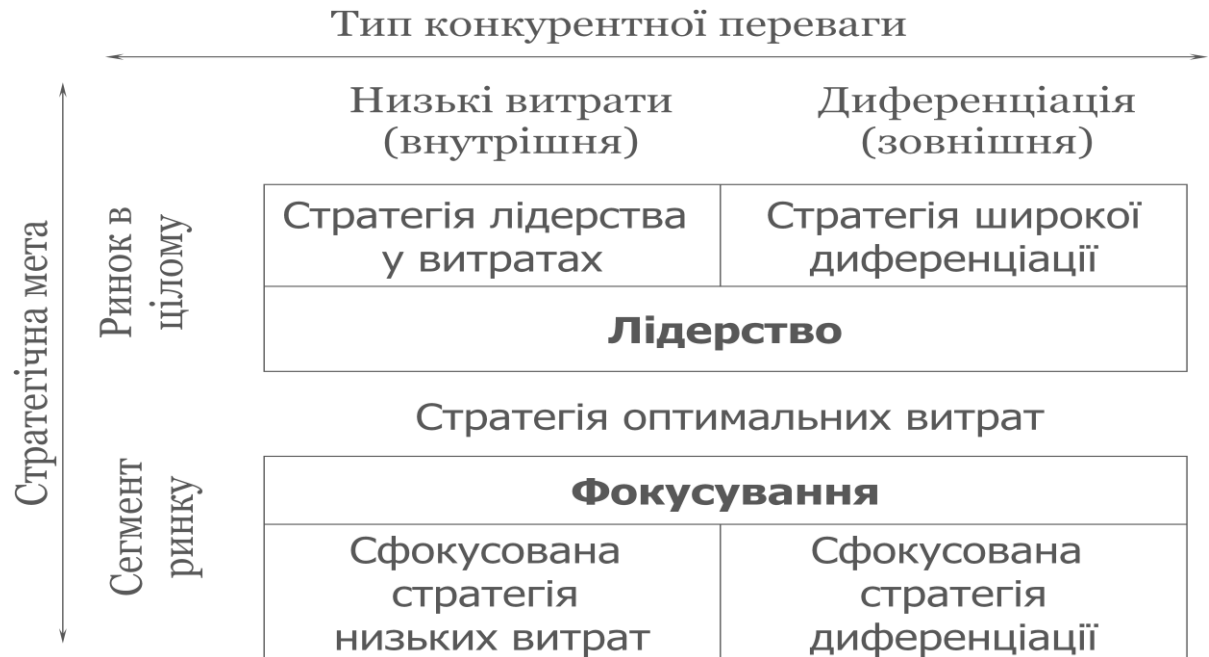 Тип конкурентної переваги
Низькі витрати
(внутрішня)
Диференціація
(зовнішня)
Стратегічна мета
Ринок в
цілому
Стратегія лідерства
у витратах
Стратегія широкої
диференціації
Лідерство
Стратегія оптимальних витрат
Сегмент
ринку
Фокусування
Сфокусована
стратегія
низьких витрат
Сфокусована
стратегія
диференціації